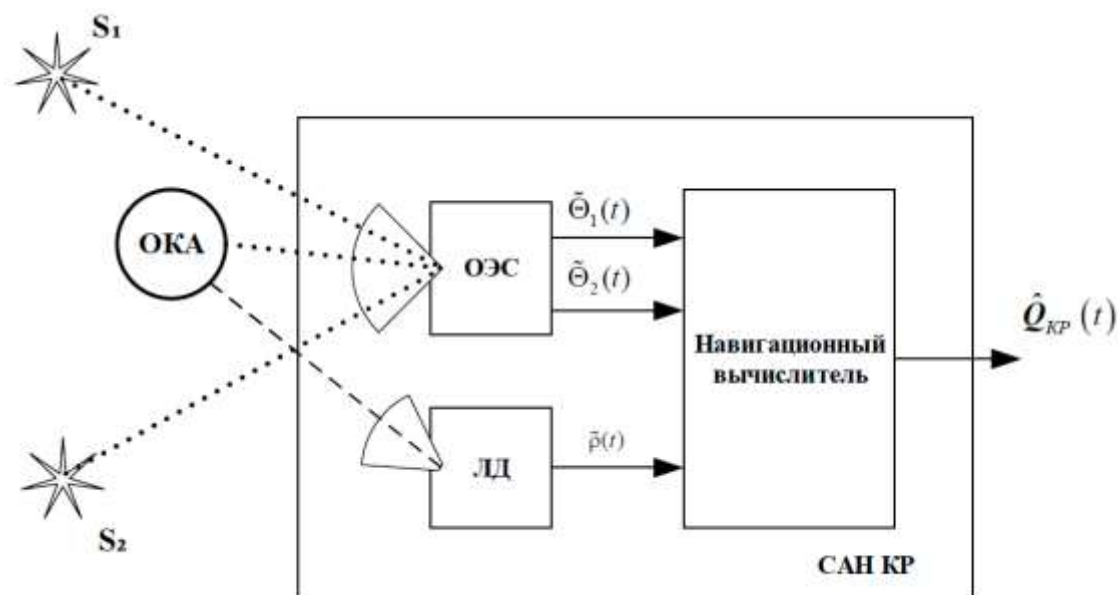 S₁
ОКА
ОЭС
Θ̃₁(t)
Θ̃₂(t)
Навигационный
вычислитель
Q̂_КР (t)
ЛД
ρ̃(t)
S₂
САН КР